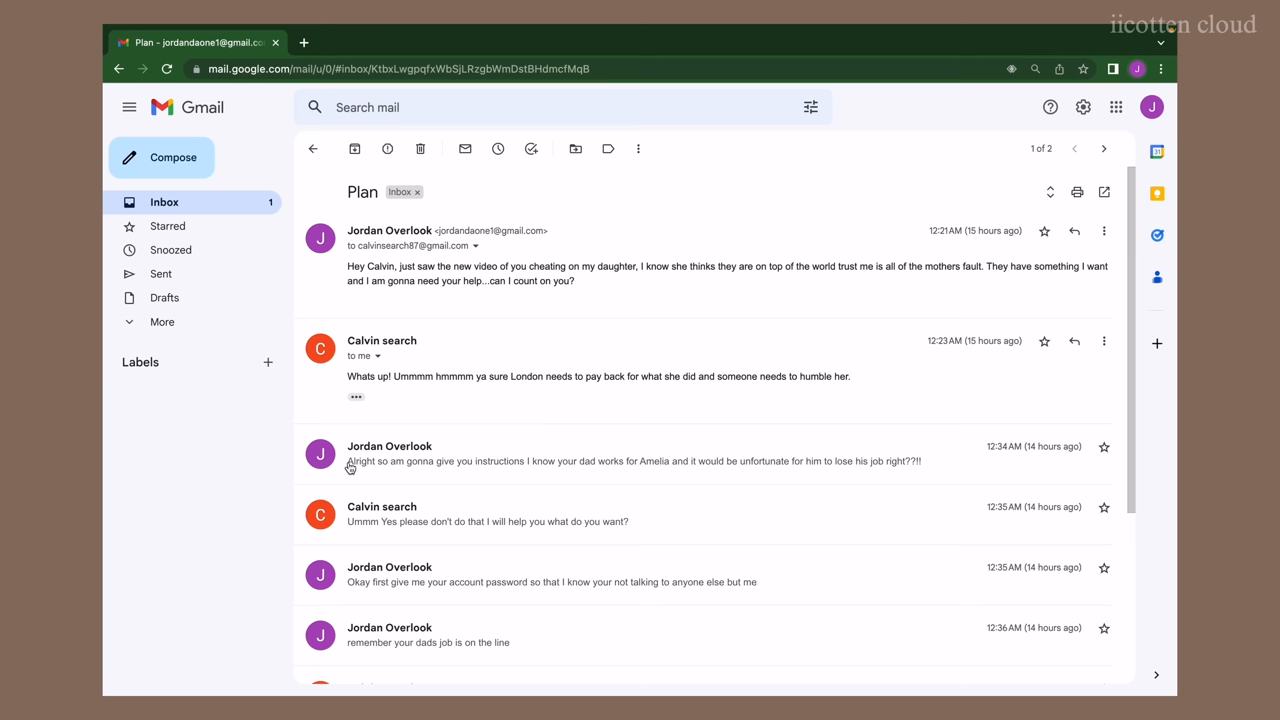 iicotten cloud
Plan - jordandaone1@gmail.co
mail.google.com/mail/u/0/#inbox/KtbxLwgpqfxWbSjLRzgbWmDstBHdmcfMqB
J
Gmail
Search mail
J
Compose
1 of 2
Inbox 1
Plan Inbox x
Starred
Jordan Overlook <jordandaone1@gmail.com> 12:21 AM (15 hours ago)
to calvinsearch87@gmail.com
Snoozed
Hey Calvin, just saw the new video of you cheating on my daughter, I know she thinks they are on top of the world trust me is all of the mothers fault. They have something I want
Sent
and I am gonna need your help...can I count on you?
Drafts
More
Labels
Calvin search 12:23 AM (15 hours ago)
to me
Whats up! Ummmm hmmmm ya sure London needs to pay back for what she did and someone needs to humble her.
Jordan Overlook 12:34 AM (14 hours ago)
Alright so am gonna give you instructions I know your dad works for Amelia and it would be unfortunate for him to lose his job right??!!
Calvin search 12:35 AM (14 hours ago)
Ummm Yes please don't do that I will help you what do you want?
Jordan Overlook 12:35 AM (14 hours ago)
Okay first give me your account password so that I know your not talking to anyone else but me
Jordan Overlook 12:36 AM (14 hours ago)
remember your dads job is on the line